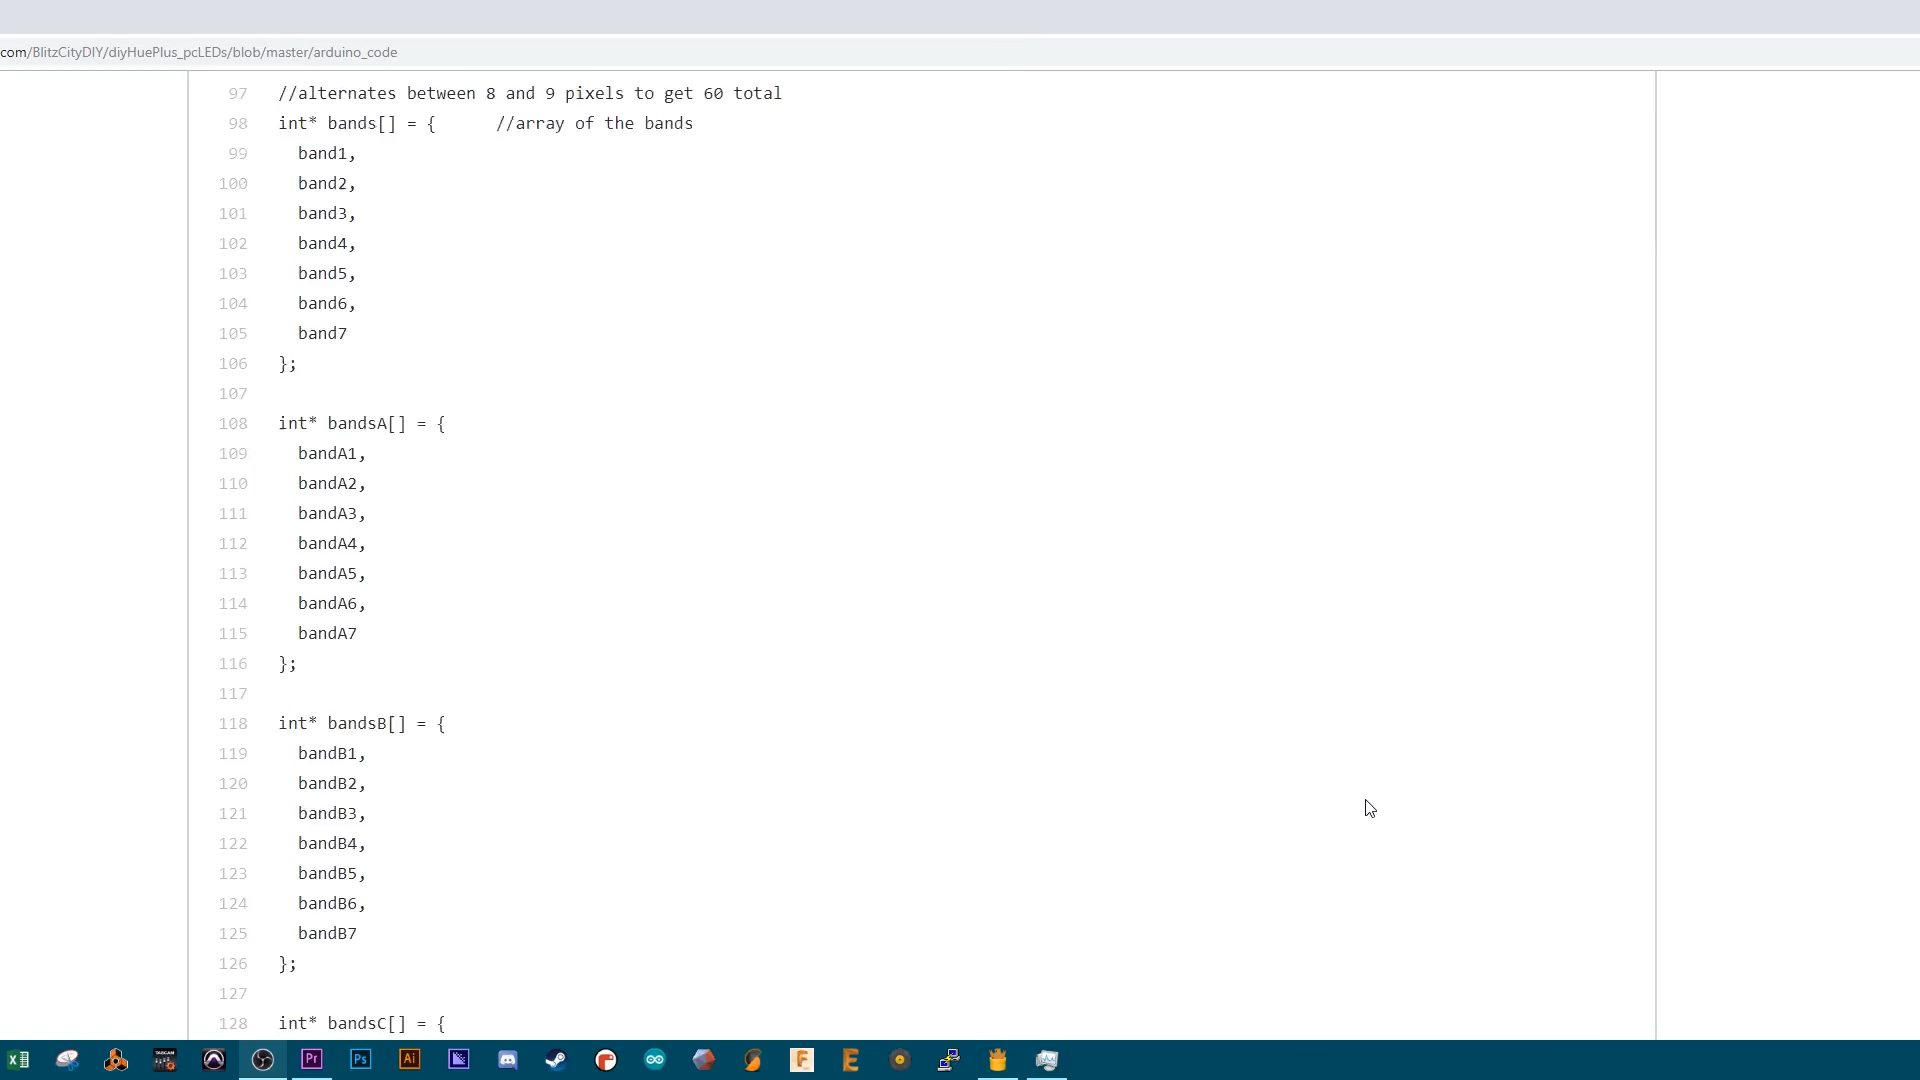 com/BlitzCityDIY/diyHuePlus_pcLEDs/blob/master/arduino_code
97 //alternates between 8 and 9 pixels to get 60 total
98 int* bands[] = { //array of the bands
99 band1,
100 band2,
101 band3,
102 band4,
103 band5,
104 band6,
105 band7
106 };
107
108 int* bandsA[] = {
109 bandA1,
110 bandA2,
111 bandA3,
112 bandA4,
113 bandA5,
114 bandA6,
115 bandA7
116 };
117
118 int* bandsB[] = {
119 bandB1,
120 bandB2,
121 bandB3,
122 bandB4,
123 bandB5,
124 bandB6,
125 bandB7
126 };
127
128 int* bandsC[] = {
TASCAM Pr Ps Ai F E